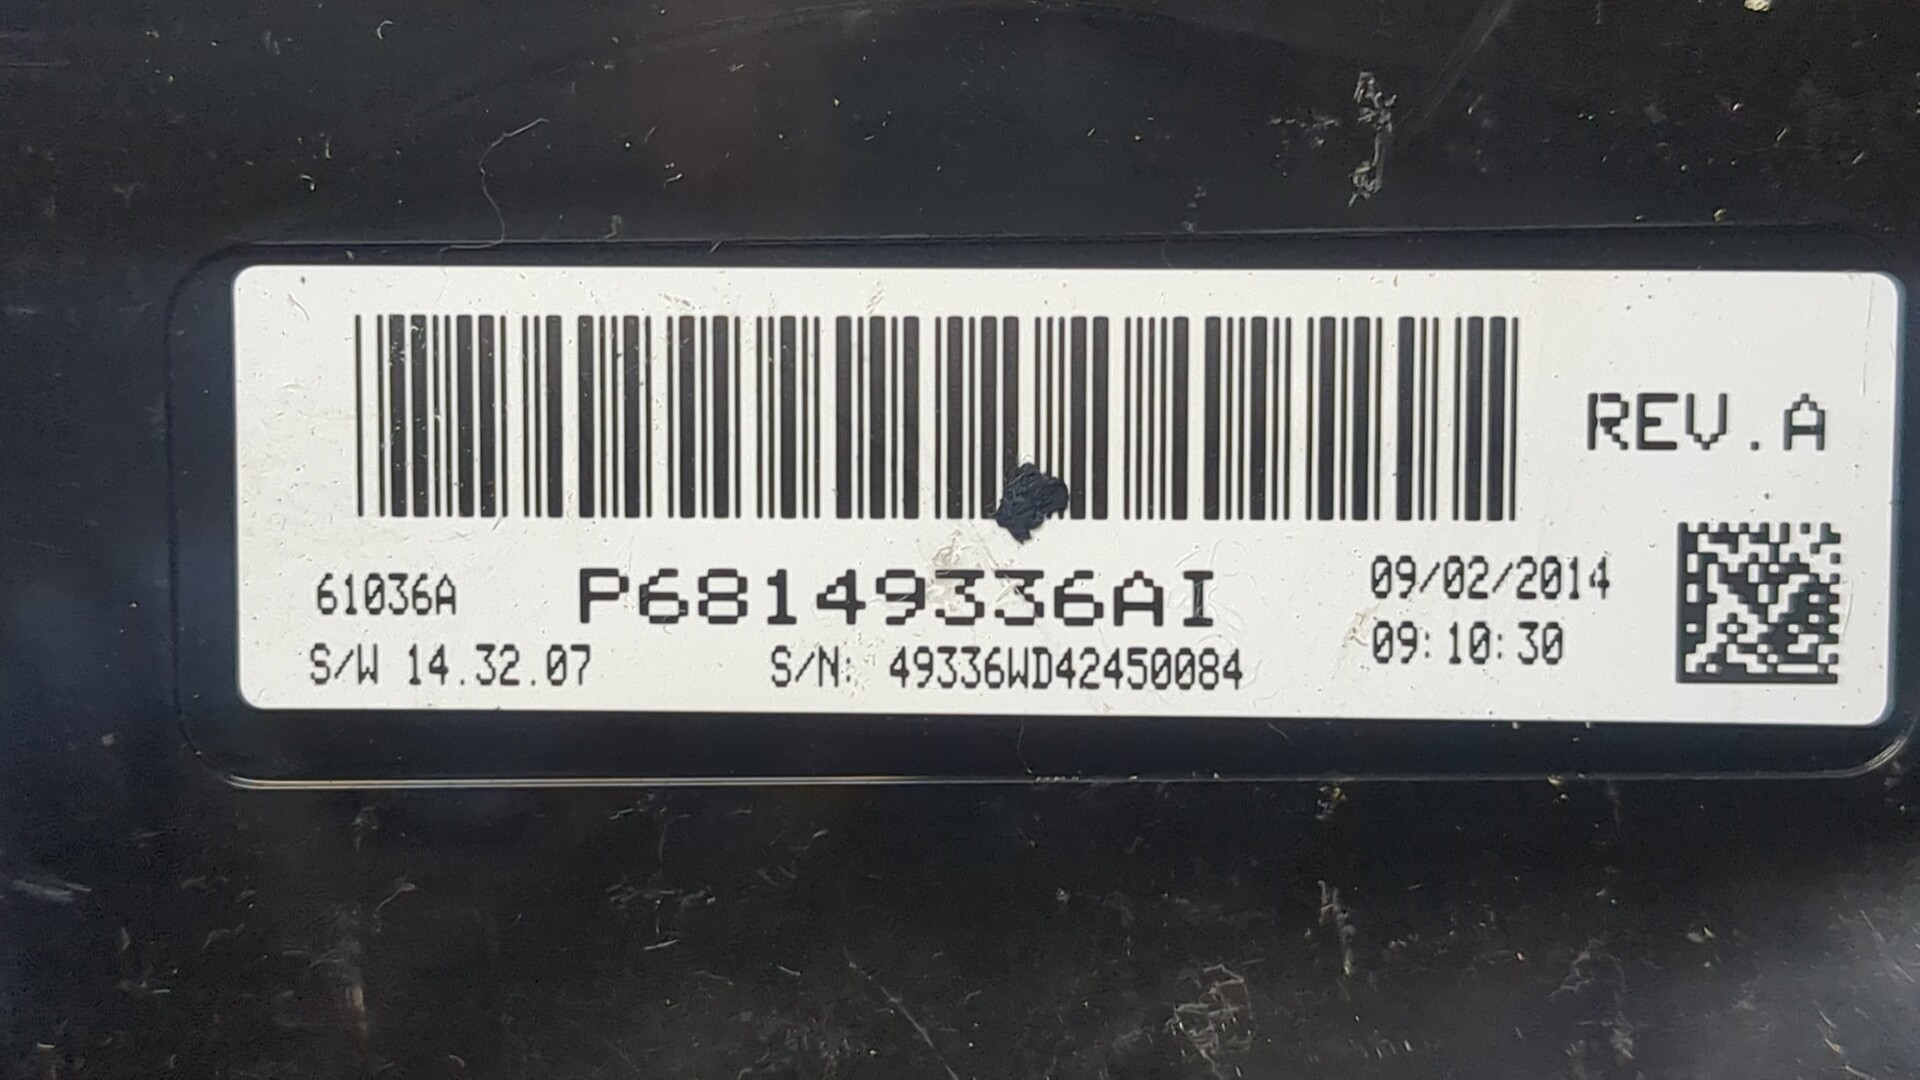 REV.A
61036A
P68149336AI
09/02/2014
S/W 14.32.07
S/N: 49336WD42450084
09:10:30